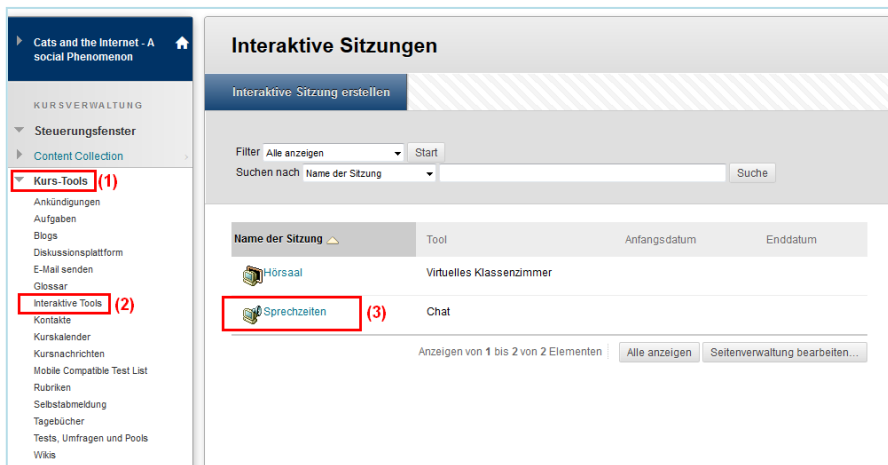 Cats and the Internet - A
social Phenomenon
KURSVERWALTUNG
Steuerungsfenster
Content Collection
Kurs-Tools (1)
Ankündigungen
Aufgaben
Blogs
Diskussionsplattform
E-Mail senden
Glossar
Interaktive Tools (2)
Kontakte
Kurskalender
Kursnachrichten
Mobile Compatible Test List
Rubriken
Selbstabmeldung
Tagebücher
Tests, Umfragen und Pools
Wikis
Interaktive Sitzungen
Interaktive Sitzung erstellen
Filter Alle anzeigen Start
Suchen nach Name der Sitzung Suche
Name der Sitzung Tool Anfangsdatum Enddatum
Hörsaal Virtuelles Klassenzimmer
Sprechzeiten (3) Chat
Anzeigen von 1 bis 2 von 2 Elementen Alle anzeigen Seitenverwaltung bearbeiten...